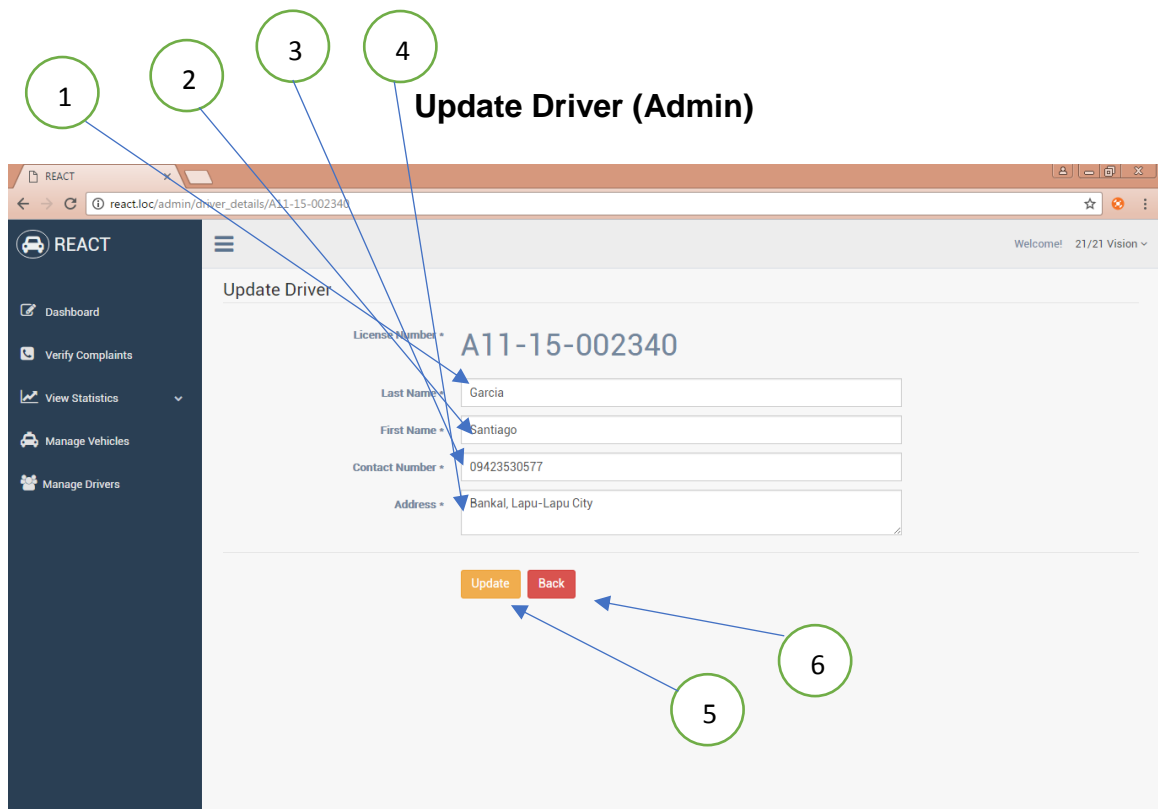 3 4
2
1
Update Driver (Admin)
REACT
react.loc/admin/driver_details/A11-15-002340
REACT
Welcome! 21/21 Vision
Update Driver
Dashboard
License Number * A11-15-002340
Verify Complaints
Last Name * Garcia
View Statistics
First Name * Santiago
Manage Vehicles
Contact Number * 09423530577
Manage Drivers
Address * Bankal, Lapu-Lapu City
Update Back
6
5